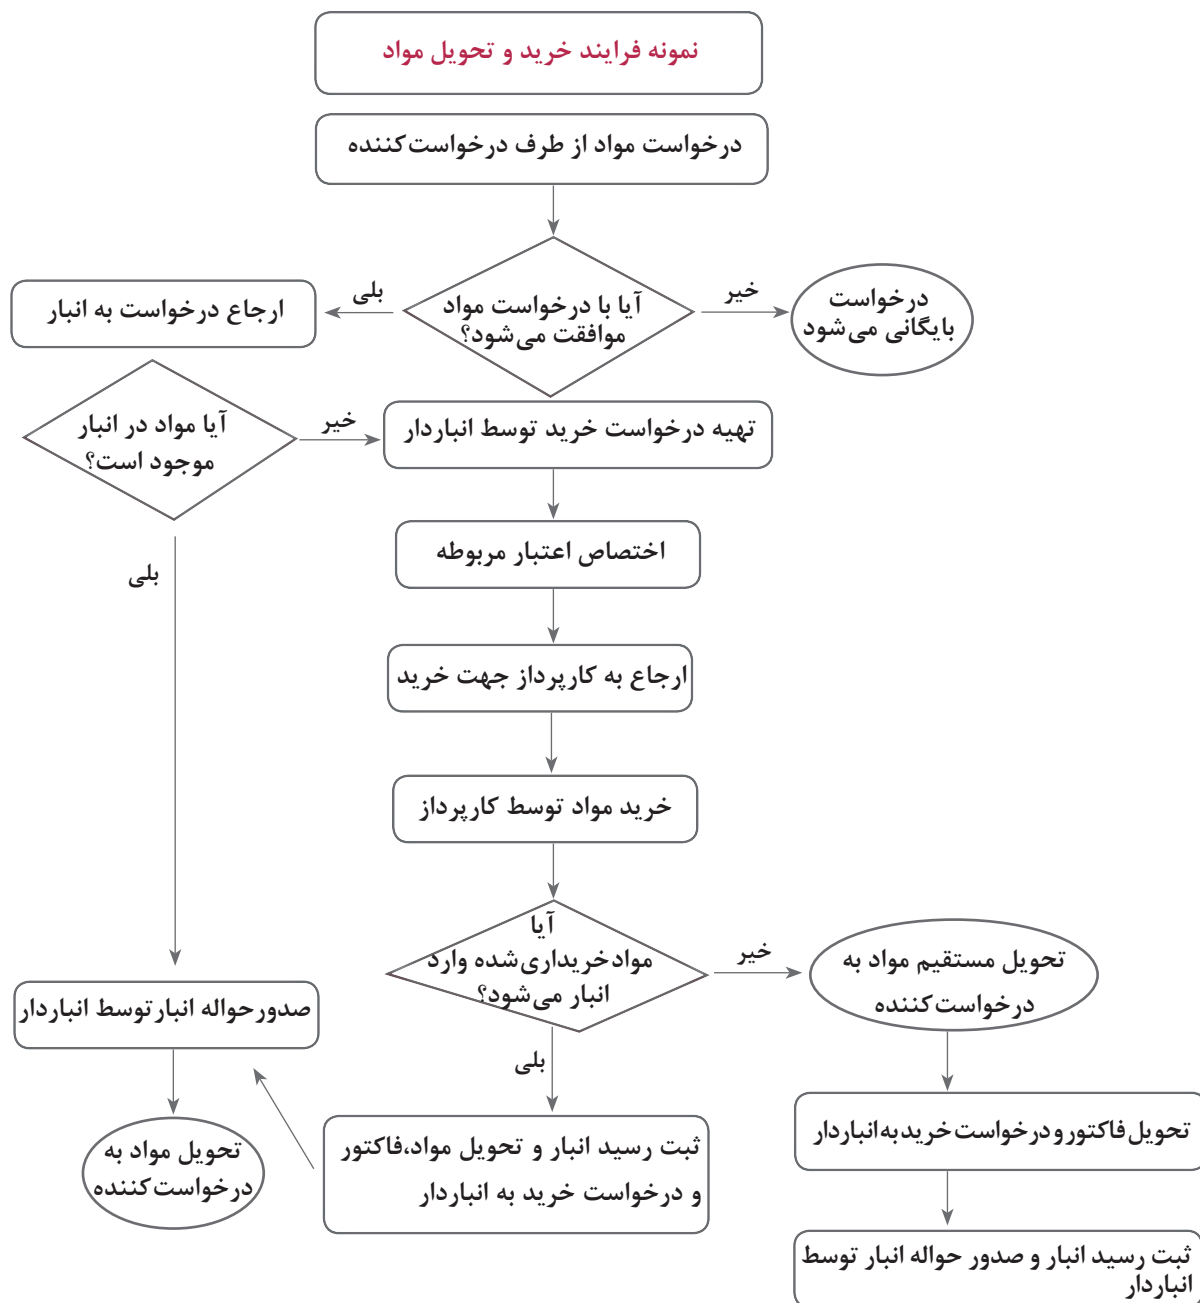 نمونه فرایند خرید و تحویل مواد
درخواست مواد از طرف درخواست‌کننده
آیا با درخواست مواد
موافقت می‌شود؟
خیر
درخواست
بایگانی می‌شود
بلی
ارجاع درخواست به انبار
آیا مواد در انبار
موجود است؟
خیر
تهیه درخواست خرید توسط انباردار
اختصاص اعتبار مربوطه
ارجاع به کارپرداز جهت خرید
خرید مواد توسط کارپرداز
آیا
مواد خریداری‌شده وارد
انبار می‌شود؟
خیر
تحویل مستقیم مواد به
درخواست‌کننده
تحویل فاکتور و درخواست خرید به انباردار
ثبت رسید انبار و صدور حواله انبار توسط
انباردار
بلی
ثبت رسید انبار و تحویل مواد،فاکتور
و درخواست خرید به انباردار
بلی
صدور حواله انبار توسط انباردار
تحویل مواد به
درخواست‌کننده